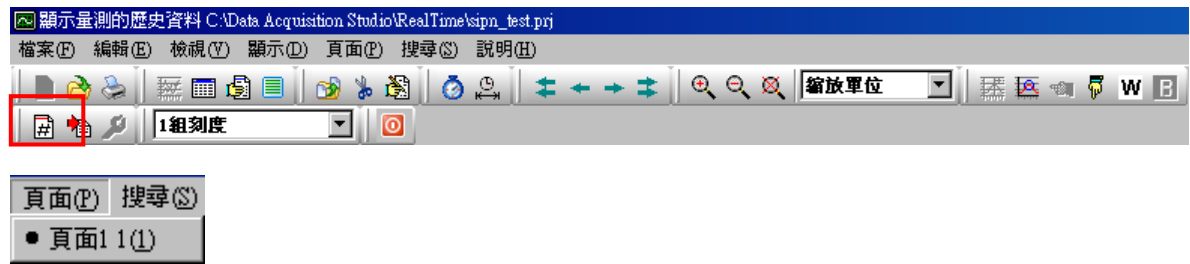 顯示量測的歷史資料 C:\Data Acquisition Studio\RealTime\sipn_test.prj
檔案(F) 編輯(E) 檢視(V) 顯示(D) 頁面(P) 搜尋(S) 說明(H)
縮放單位 W B
# 1組刻度
頁面(P) 搜尋(S)
頁面1 1(1)